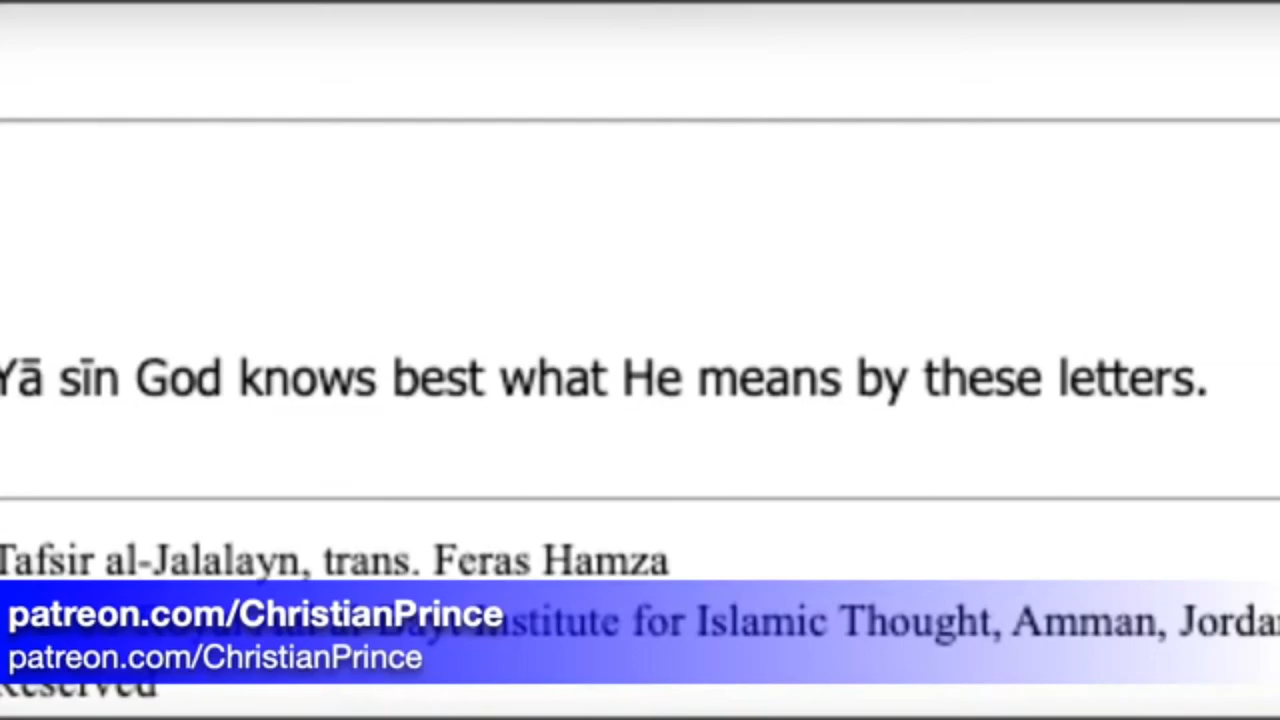 Yā sīn God knows best what He means by these letters.
Tafsir al-Jalalayn, trans. Feras Hamza
patreon.com/ChristianPrince
Institute for Islamic Thought, Amman, Jorda
patreon.com/ChristianPrince
Reserved